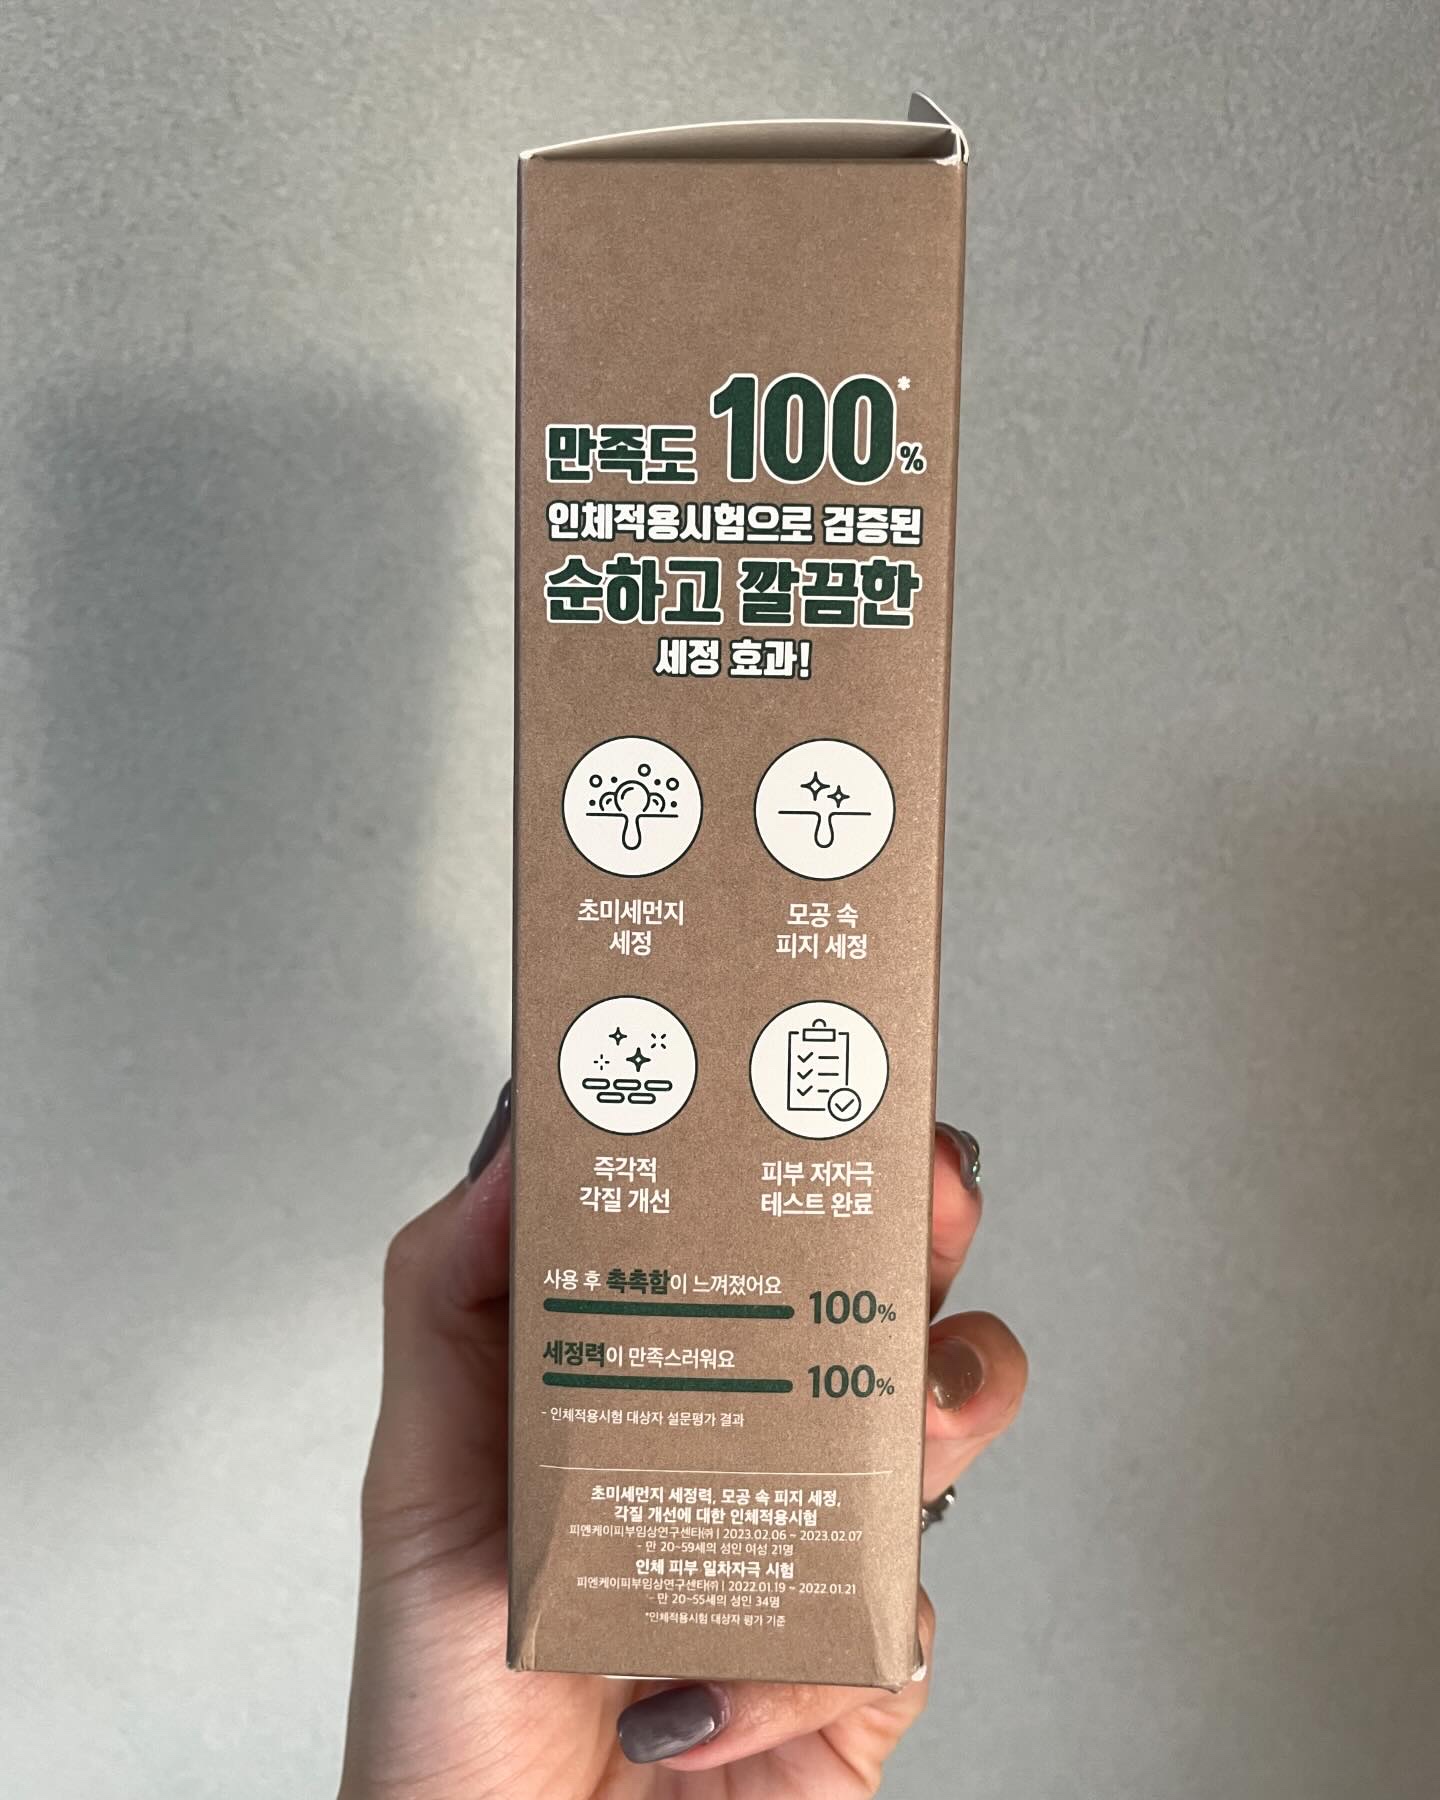 만족도 100*%
인체적용시험으로 검증된
순하고 깔끔한
세정 효과!
초미세먼지
세정
모공 속
피지 세정
즉각적
각질 개선
피부 저자극
테스트 완료
사용 후 촉촉함이 느껴졌어요
100%
세정력이 만족스러워요
100%
- 인체적용시험 대상자 설문평가 결과
초미세먼지 세정력, 모공 속 피지 세정,
각질 개선에 대한 인체적용시험
피엔케이피부임상연구센타㈜ | 2023.02.06 ~ 2023.02.07
- 만 20~59세의 성인 여성 21명
인체 피부 일차자극 시험
피엔케이피부임상연구센타㈜ | 2022.01.19 ~ 2022.01.21
- 만 20~55세의 성인 34명
*인체적용시험 대상자 평가 기준